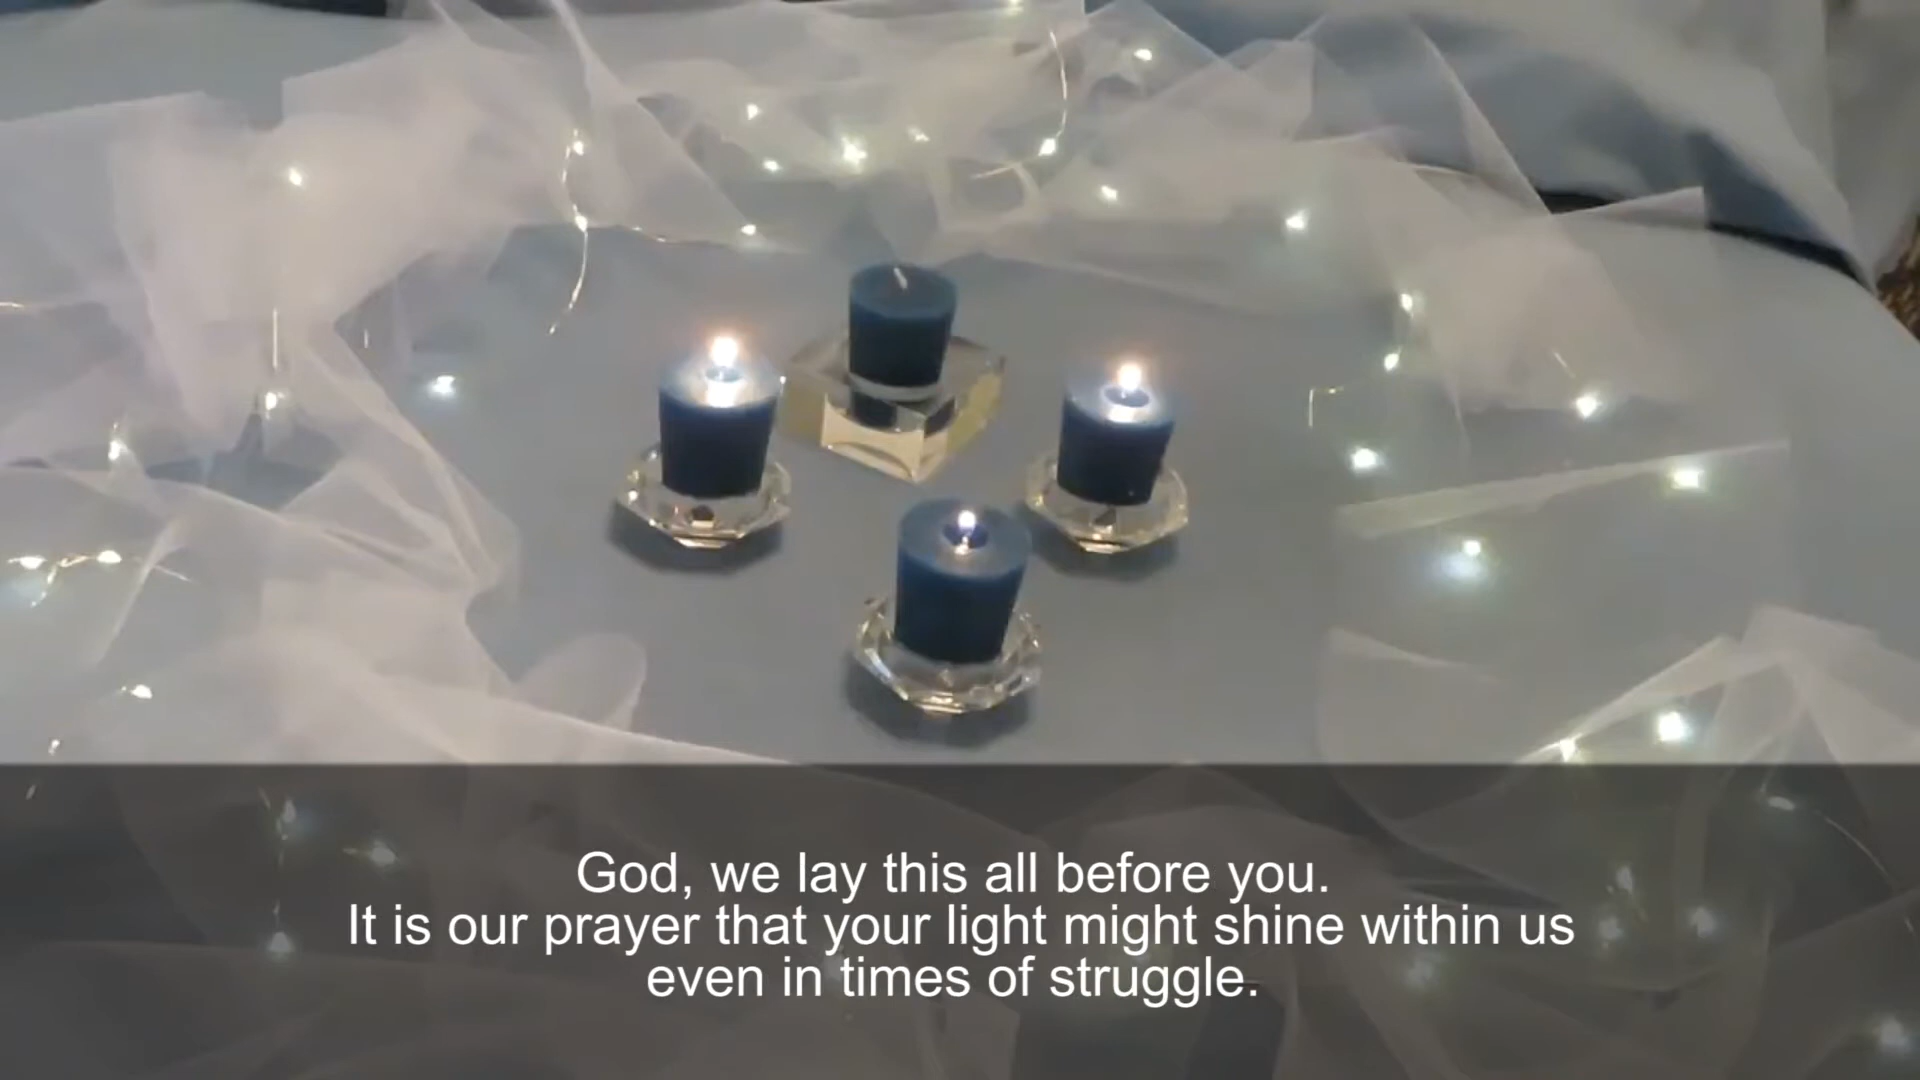 God, we lay this all before you.
It is our prayer that your light might shine within us
even in times of struggle.